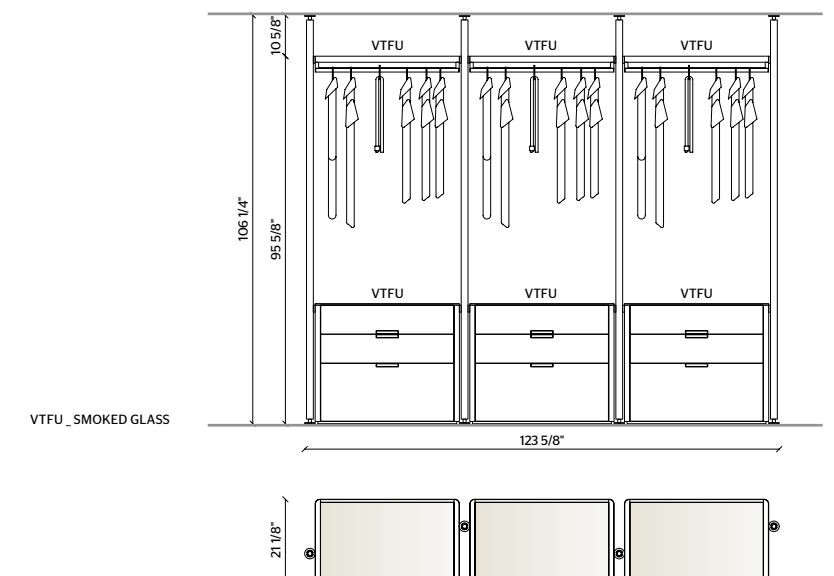 10 5/8"
VTFU VTFU VTFU
106 1/4"
95 5/8"
VTFU VTFU VTFU
VTFU _ SMOKED GLASS
123 5/8"
21 1/8"